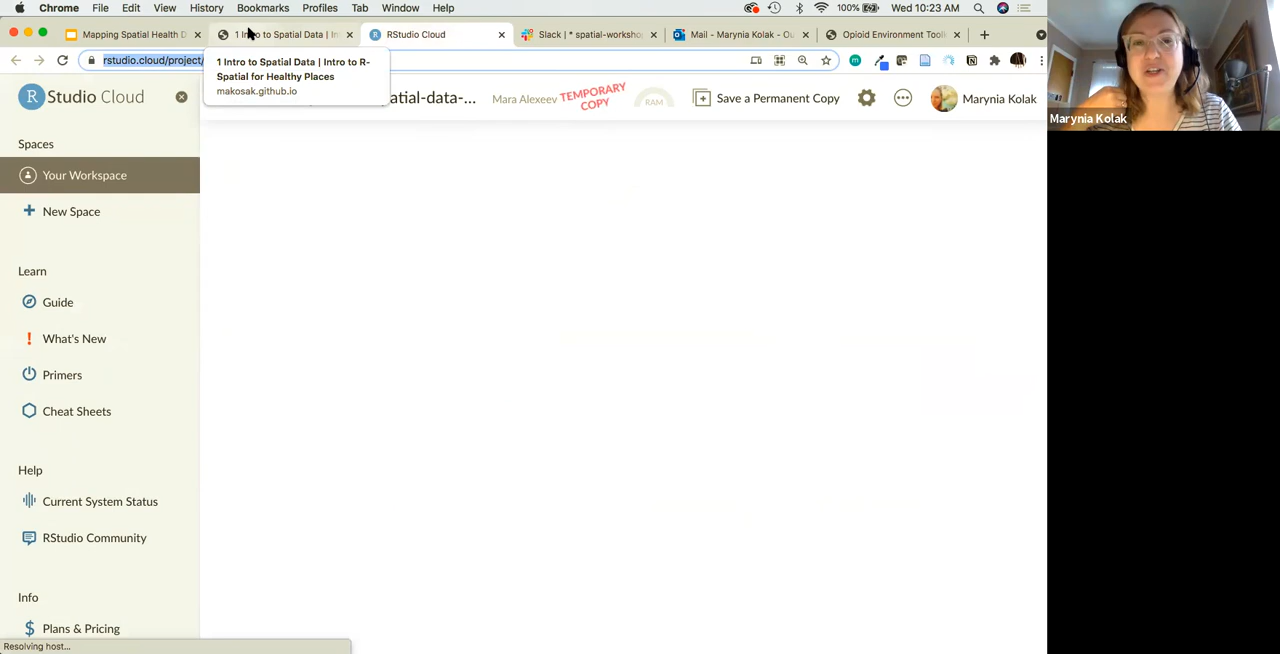 Chrome File Edit View History Bookmarks Profiles Tab Window Help 100% Wed 10:23 AM
Mapping Spatial Health D
1 Intro to Spatial Data | In
RStudio Cloud
Slack | * spatial-worksho
Mail - Marynia Kolak - Ou
Opioid Environment Toolk
rstudio.cloud/project/
1 Intro to Spatial Data | Intro to R-
Spatial for Healthy Places
makosak.github.io
R Studio Cloud
atial-data-...
Mara Alexeev
TEMPORARY
COPY
RAM
Save a Permanent Copy
Marynia Kolak
Marynia Kolak
Spaces
Your Workspace
New Space
Learn
Guide
What's New
Primers
Cheat Sheets
Help
Current System Status
RStudio Community
Info
Plans & Pricing
Resolving host...